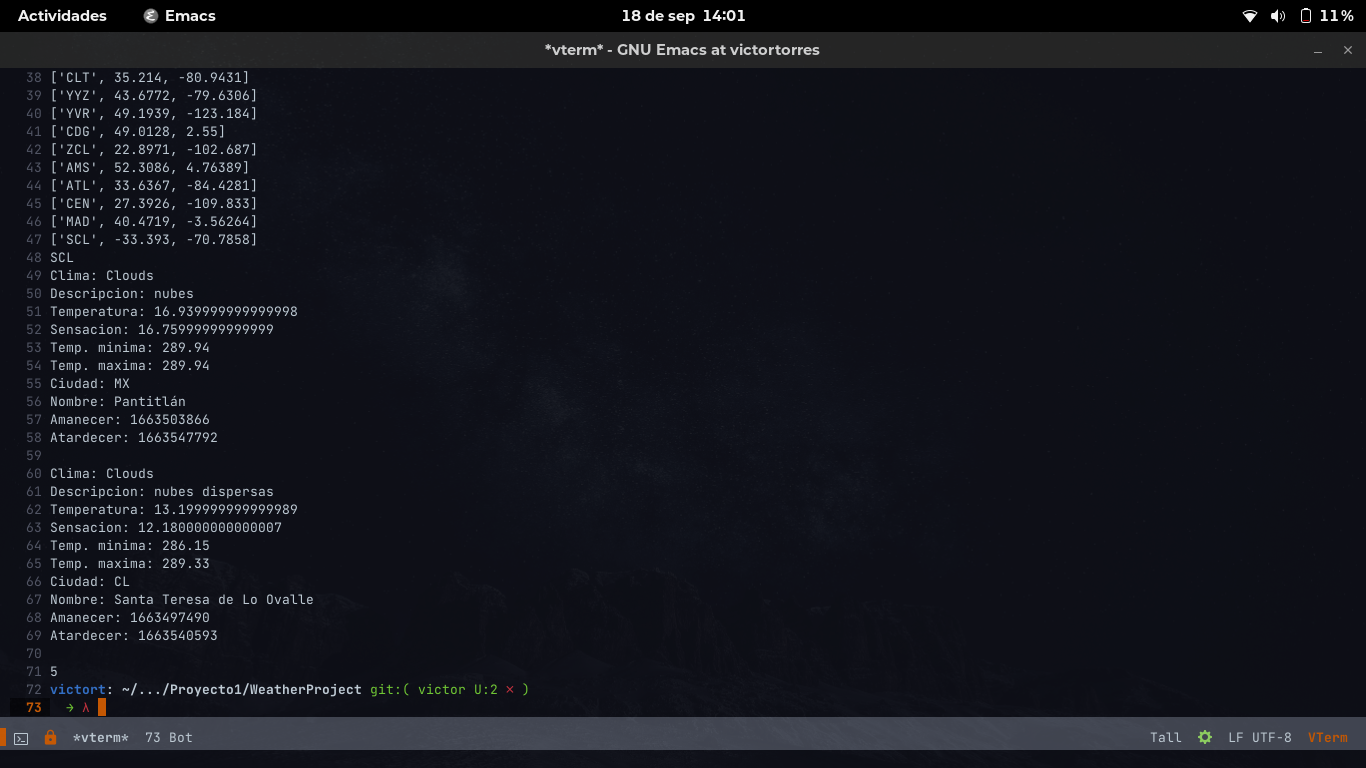 Actividades Emacs 18 de sep 14:01 11%
*vterm* - GNU Emacs at victortorres
38 ['CLT', 35.214, -80.9431]
39 ['YYZ', 43.6772, -79.6306]
40 ['YVR', 49.1939, -123.184]
41 ['CDG', 49.0128, 2.55]
42 ['ZCL', 22.8971, -102.687]
43 ['AMS', 52.3086, 4.76389]
44 ['ATL', 33.6367, -84.4281]
45 ['CEN', 27.3926, -109.833]
46 ['MAD', 40.4719, -3.56264]
47 ['SCL', -33.393, -70.7858]
48 SCL
49 Clima: Clouds
50 Descripcion: nubes
51 Temperatura: 16.939999999999998
52 Sensacion: 16.75999999999999
53 Temp. minima: 289.94
54 Temp. maxima: 289.94
55 Ciudad: MX
56 Nombre: Pantitlán
57 Amanecer: 1663503866
58 Atardecer: 1663547792
59
60 Clima: Clouds
61 Descripcion: nubes dispersas
62 Temperatura: 13.199999999999989
63 Sensacion: 12.180000000000007
64 Temp. minima: 286.15
65 Temp. maxima: 289.33
66 Ciudad: CL
67 Nombre: Santa Teresa de Lo Ovalle
68 Amanecer: 1663497490
69 Atardecer: 1663540593
70
71 5
72 victort: ~/.../Proyecto1/WeatherProject git:( victor U:2 × )
73 → λ
*vterm* 73 Bot Tall LF UTF-8 VTerm